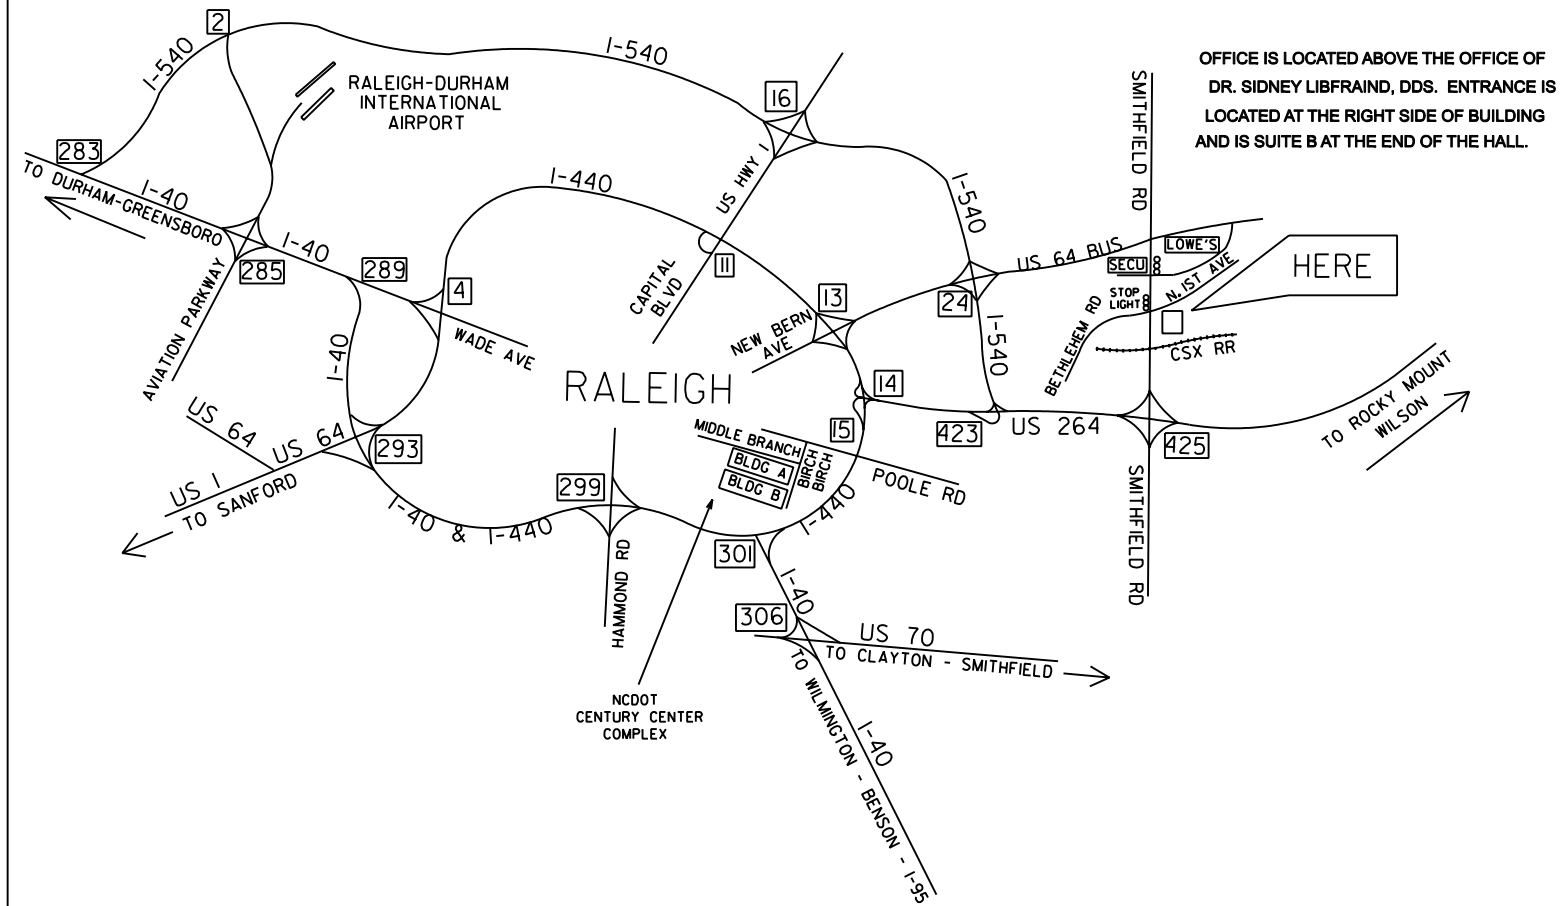 2
I-540
I-540
RALEIGH-DURHAM
INTERNATIONAL
AIRPORT
283
TO DURHAM-GREENSBORO
I-40
I-40
285
289
4
AVIATION PARKWAY
WADE AVE
I-440
16
US HWY 1
CAPITAL
BLVD
11
I-540
24
13
NEW BERN
AVE
US 64 BUS
I-540
SMITHFIELD RD
OFFICE IS LOCATED ABOVE THE OFFICE OF
DR. SIDNEY LIBFRAIND, DDS. ENTRANCE IS
LOCATED AT THE RIGHT SIDE OF BUILDING
AND IS SUITE B AT THE END OF THE HALL.
LOWE'S
SECU
STOP
LIGHT
N. 1ST AVE
HERE
BETHLEHEM RD
CSX RR
TO ROCKY MOUNT
WILSON
I-40
RALEIGH
14
15
423
US 264
425
SMITHFIELD RD
US 64
US 64
293
US 1
TO SANFORD
I-40 & I-440
299
HAMMOND RD
MIDDLE BRANCH
BLDG A
BLDG B
BIRCH
BIRCH
POOLE RD
I-440
301
I-40
306
US 70
TO CLAYTON - SMITHFIELD
NCDOT
CENTURY CENTER
COMPLEX
TO WILMINGTON - BENSON - I-95
I-40